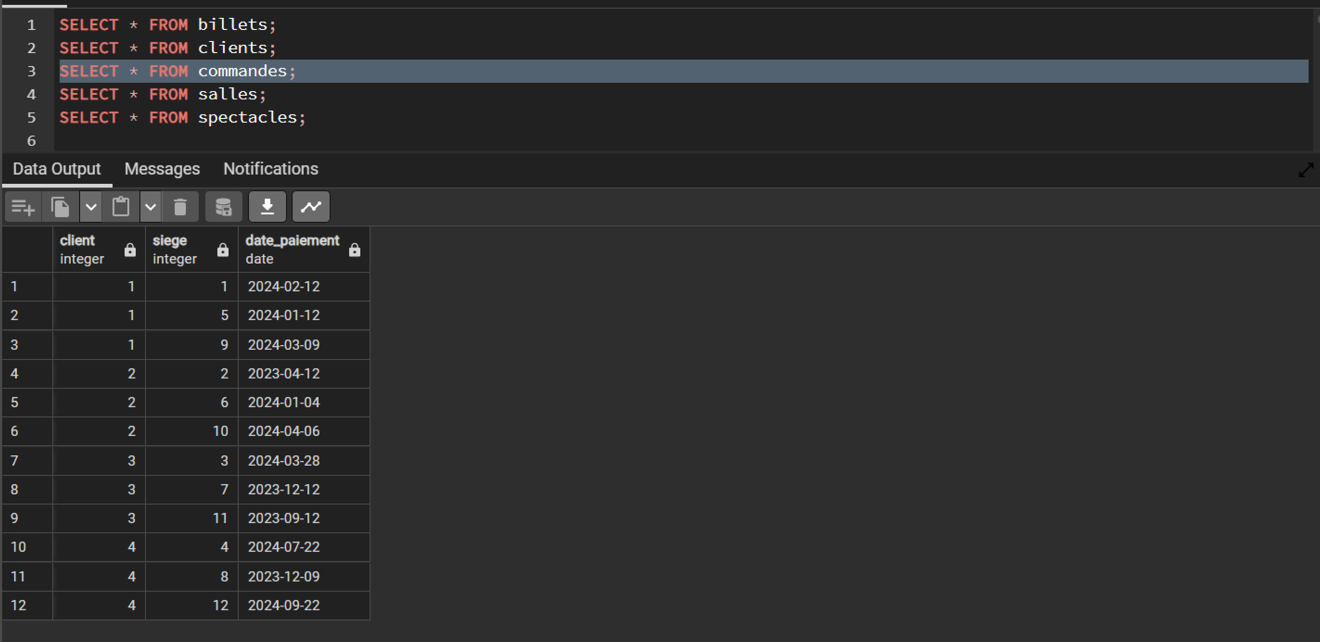 1 SELECT * FROM billets;
2 SELECT * FROM clients;
3 SELECT * FROM commandes;
4 SELECT * FROM salles;
5 SELECT * FROM spectacles;
6
Data Output Messages Notifications
client siege date_paiement
integer integer date
1 1 1 2024-02-12
2 1 5 2024-01-12
3 1 9 2024-03-09
4 2 2 2023-04-12
5 2 6 2024-01-04
6 2 10 2024-04-06
7 3 3 2024-03-28
8 3 7 2023-12-12
9 3 11 2023-09-12
10 4 4 2024-07-22
11 4 8 2023-12-09
12 4 12 2024-09-22